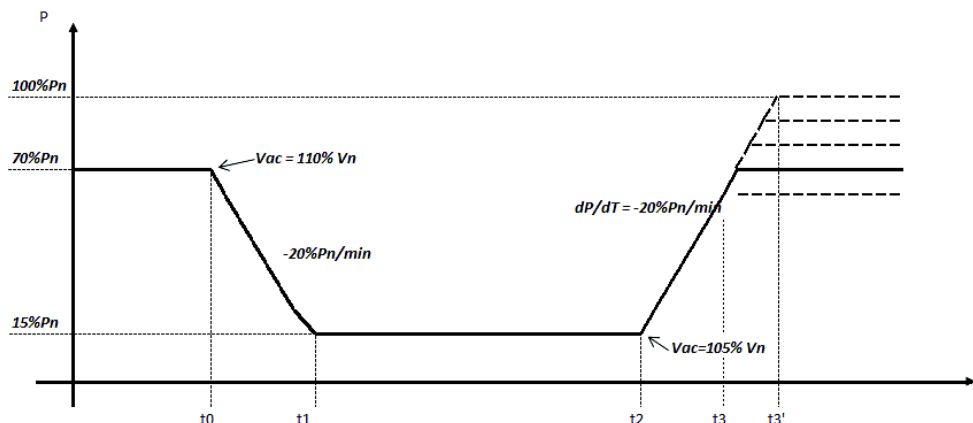 P
100%Pn
70%Pn
Vac = 110% Vn
dP/dT = -20%Pn/min
-20%Pn/min
15%Pn
Vac=105% Vn
t0
t1
t2
t3
t3'